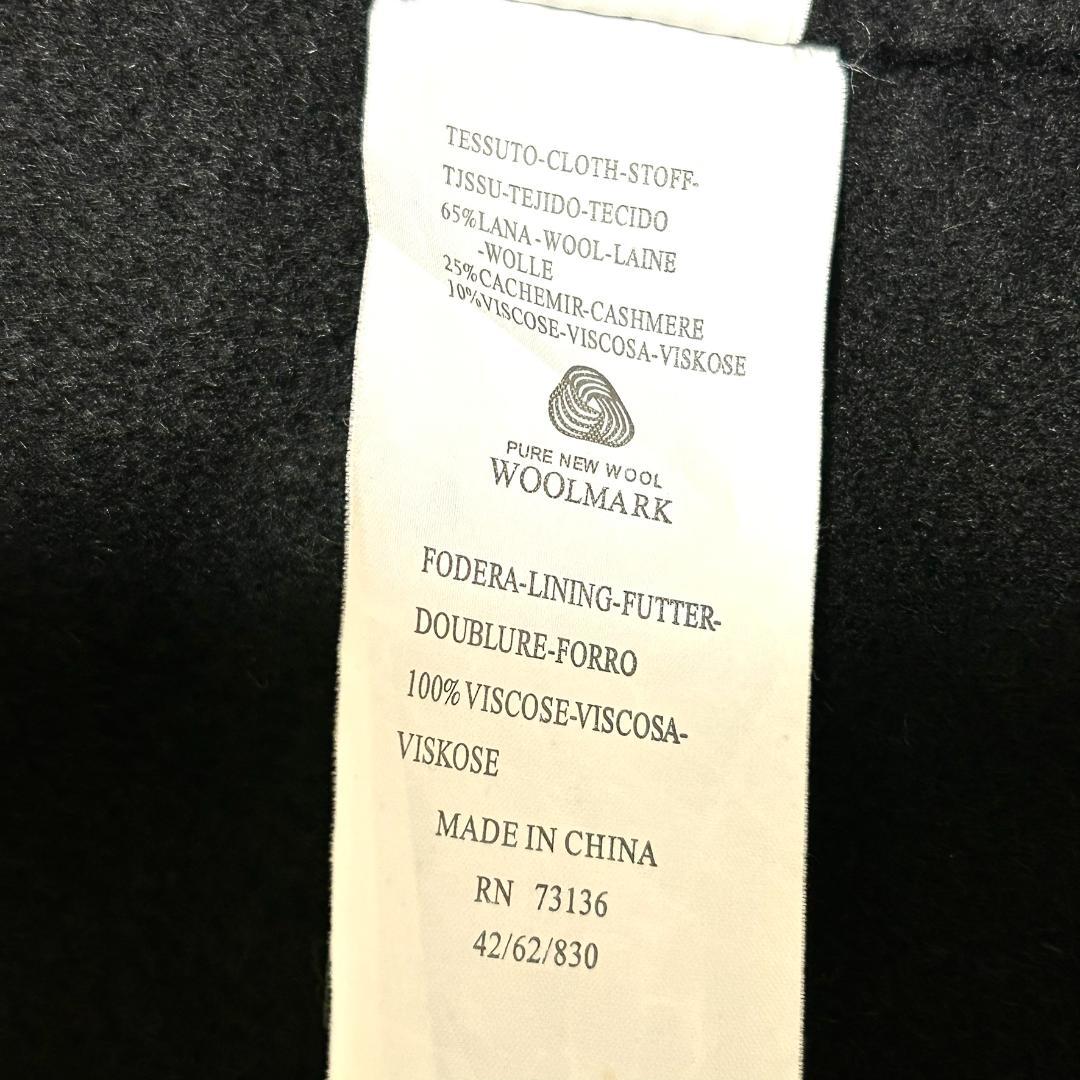 TESSUTO-CLOTH-STOFF-
TJSSU-TEJIDO-TECIDO
65%LANA-WOOL-LAINE
-WOLLE
25%CACHEMIR-CASHMERE
10%VISCOSE-VISCOSA-VISKOSE
PURE NEW WOOL
WOOLMARK
FODERA-LINING-FUTTER-
DOUBLURE-FORRO
100% VISCOSE-VISCOSA-
VISKOSE
MADE IN CHINA
RN 73136
42/62/830